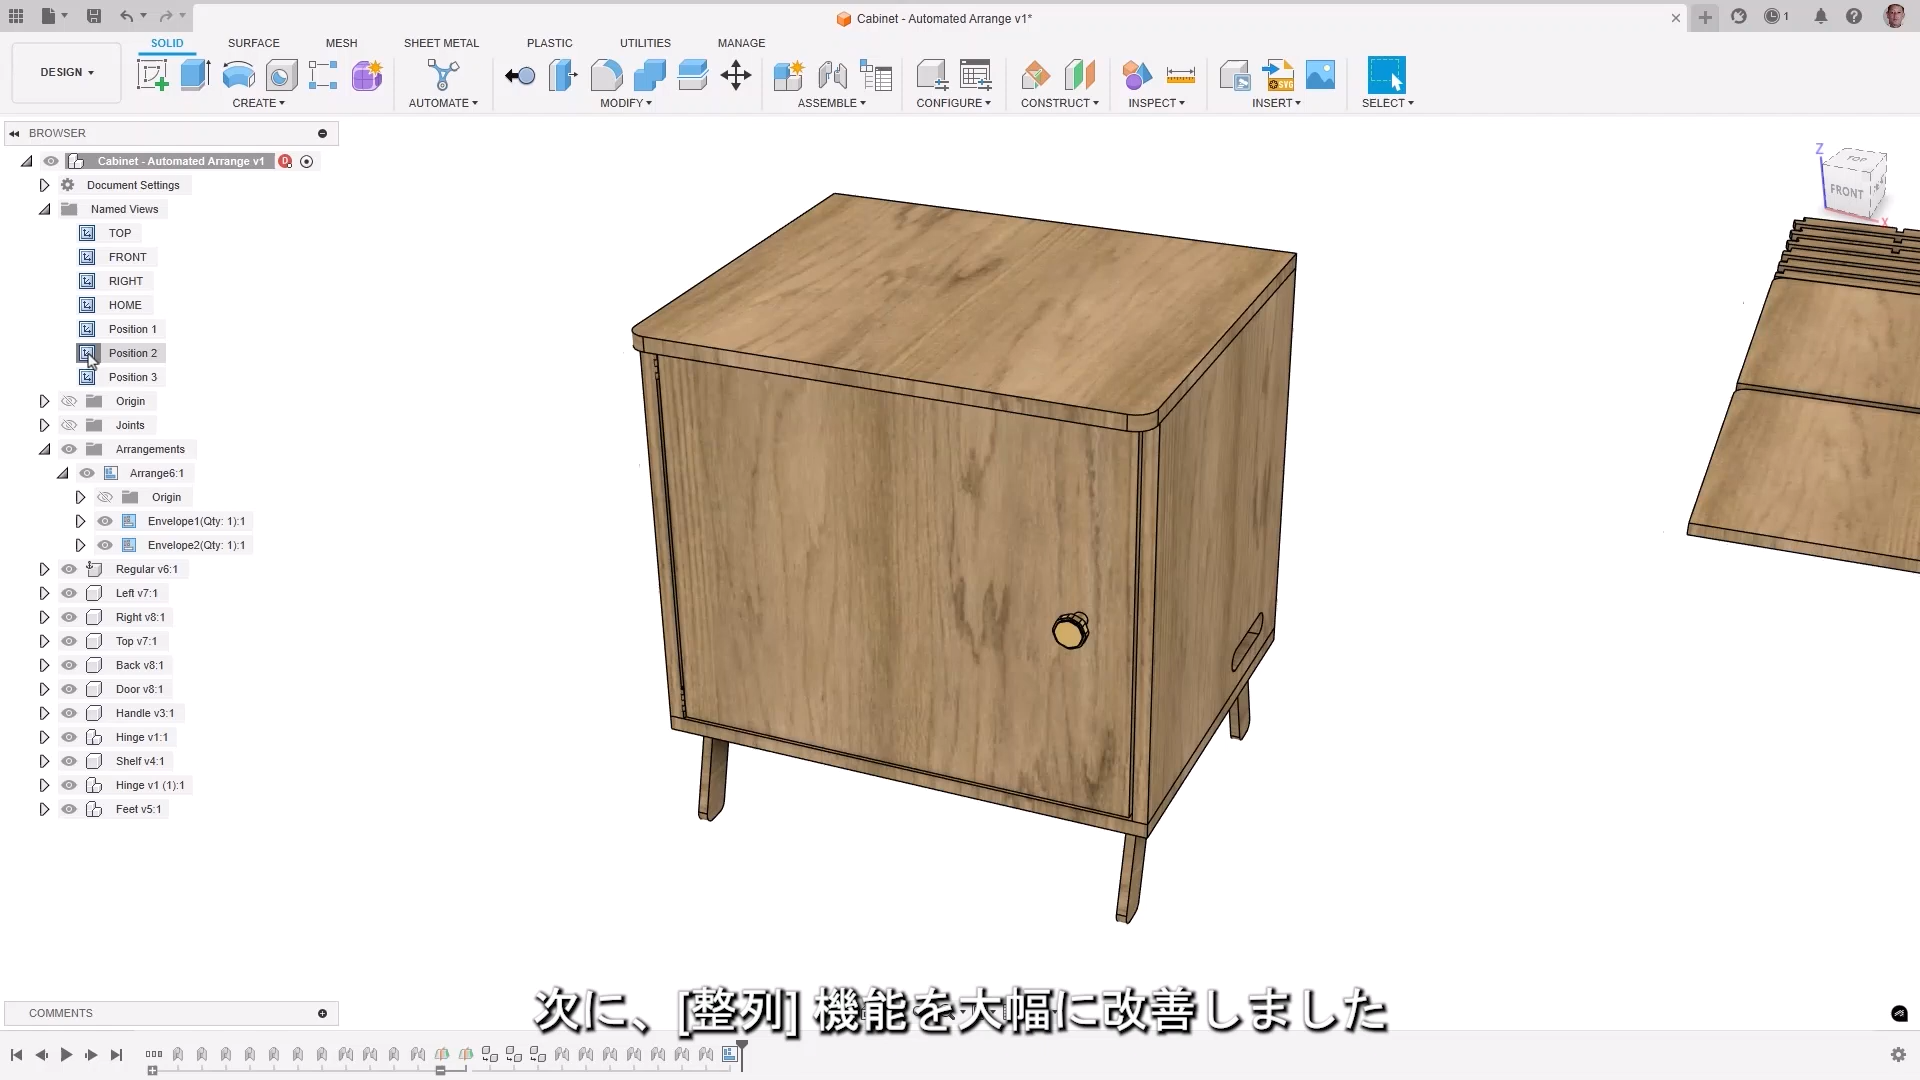 Cabinet - Automated Arrange v1*
1
DESIGN
SOLID
SURFACE
MESH
SHEET METAL
PLASTIC
UTILITIES
MANAGE
CREATE
AUTOMATE
MODIFY
ASSEMBLE
CONFIGURE
CONSTRUCT
INSPECT
INSERT
SELECT
BROWSER
Cabinet - Automated Arrange v1
Document Settings
Named Views
TOP
FRONT
RIGHT
HOME
Position 1
Position 2
Position 3
Origin
Joints
Arrangements
Arrange6:1
Origin
Envelope1(Qty: 1):1
Envelope2(Qty: 1):1
Regular v6:1
Left v7:1
Right v8:1
Top v7:1
Back v8:1
Door v8:1
Handle v3:1
Hinge v1:1
Shelf v4:1
Hinge v1 (1):1
Feet v5:1
Z
TOP
FRONT
X
COMMENTS
次に、[整列] 機能を大幅に改善しました